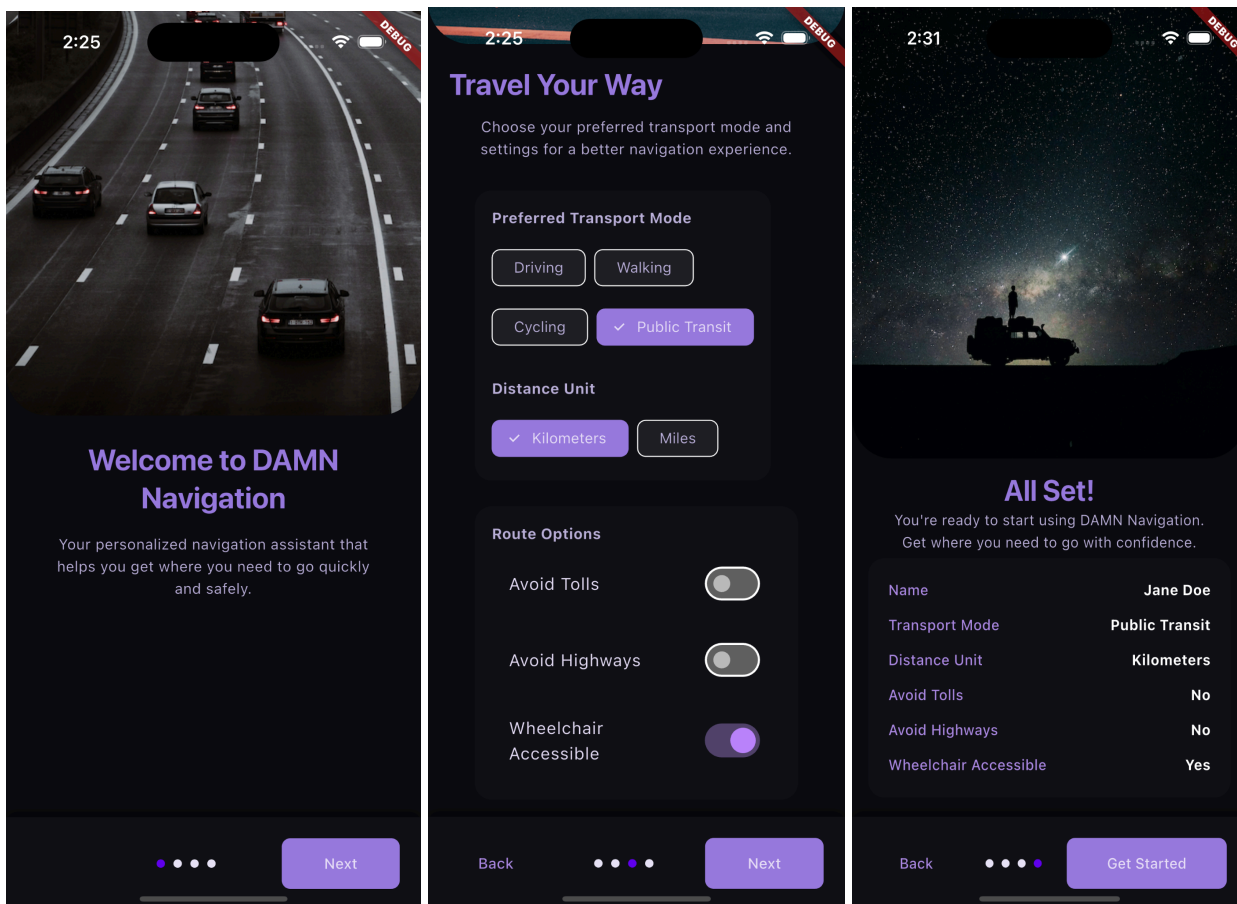 2:25
DEBUG
Welcome to DAMN
Navigation
Your personalized navigation assistant that
helps you get where you need to go quickly
and safely.
Next
2:25
DEBUG
Travel Your Way
Choose your preferred transport mode and
settings for a better navigation experience.
Preferred Transport Mode
Driving
Walking
Cycling
Public Transit
Distance Unit
Kilometers
Miles
Route Options
Avoid Tolls
Avoid Highways
Wheelchair
Accessible
Back
Next
2:31
DEBUG
All Set!
You're ready to start using DAMN Navigation.
Get where you need to go with confidence.
Name Jane Doe
Transport Mode Public Transit
Distance Unit Kilometers
Avoid Tolls No
Avoid Highways No
Wheelchair Accessible Yes
Back
Get Started